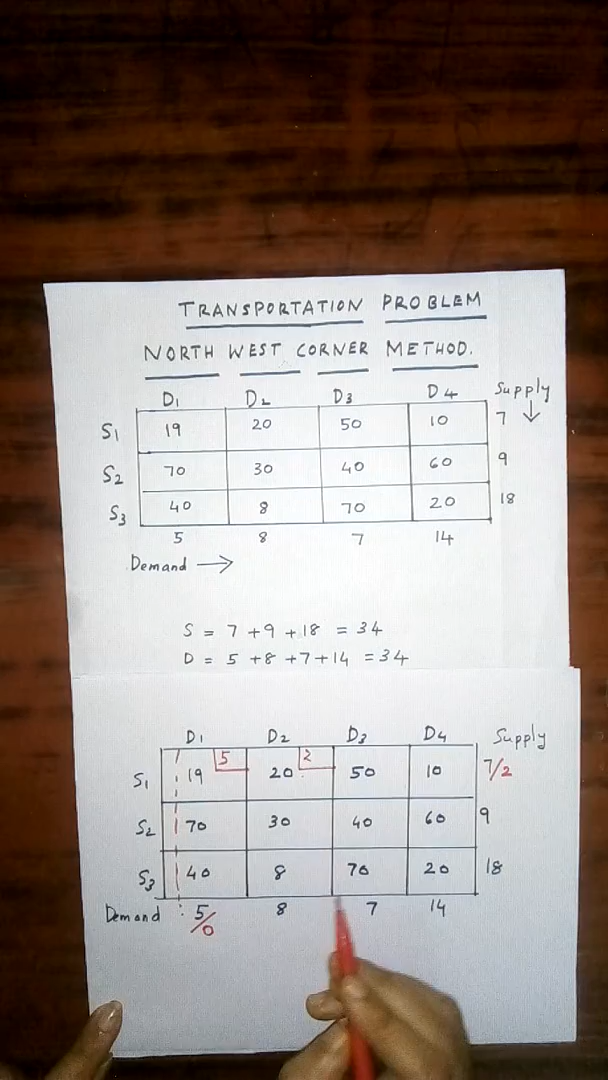 TRANSPORTATION PROBLEM
NORTH WEST CORNER METHOD.
D1 D2 D3 D4 Supply ↓
S1 19 20 50 10 7
S2 70 30 40 60 9
S3 40 8 70 20 18
5 8 7 14
Demand →
S = 7 + 9 + 18 = 34
D = 5 + 8 + 7 + 14 = 34
D1 D2 D3 D4 Supply
S1 19 5 20 2 50 10 7/2
S2 70 30 40 60 9
S3 40 8 70 20 18
Demand 5/0 8 7 14